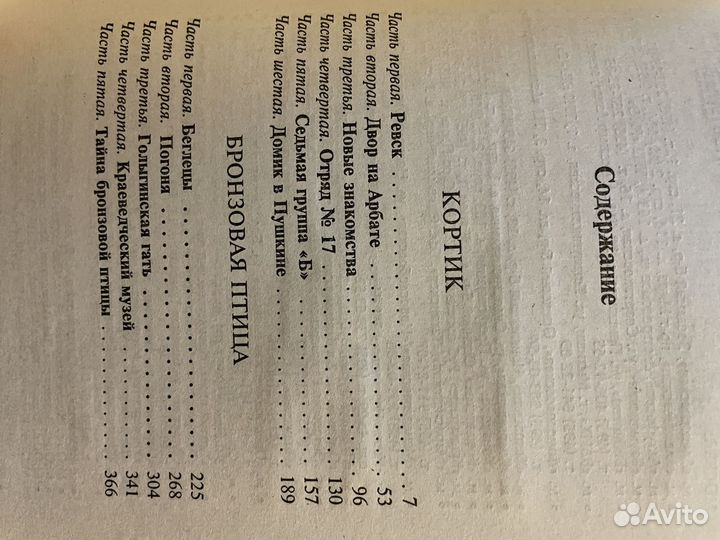 Содержание
КОРТИК
Часть первая. Ревск . . . . . . . . . . . . . . . . . . . . . . . . . . . . 7
Часть вторая. Двор на Арбате . . . . . . . . . . . . . . . . . . . . 53
Часть третья. Новые знакомства . . . . . . . . . . . . . . . . . . 96
Часть четвертая. Отряд № 17 . . . . . . . . . . . . . . . . . . . . 130
Часть пятая. Седьмая группа «Б» . . . . . . . . . . . . . . . . . 157
Часть шестая. Домик в Пушкине . . . . . . . . . . . . . . . . . . 189
БРОНЗОВАЯ ПТИЦА
Часть первая. Беглецы . . . . . . . . . . . . . . . . . . . . . . . . 225
Часть вторая. Погоня . . . . . . . . . . . . . . . . . . . . . . . . . 268
Часть третья. Голыгинская гать . . . . . . . . . . . . . . . . . . 304
Часть четвертая. Краеведческий музей . . . . . . . . . . . . . 341
Часть пятая. Тайна бронзовой птицы . . . . . . . . . . . . . . 366
Avito